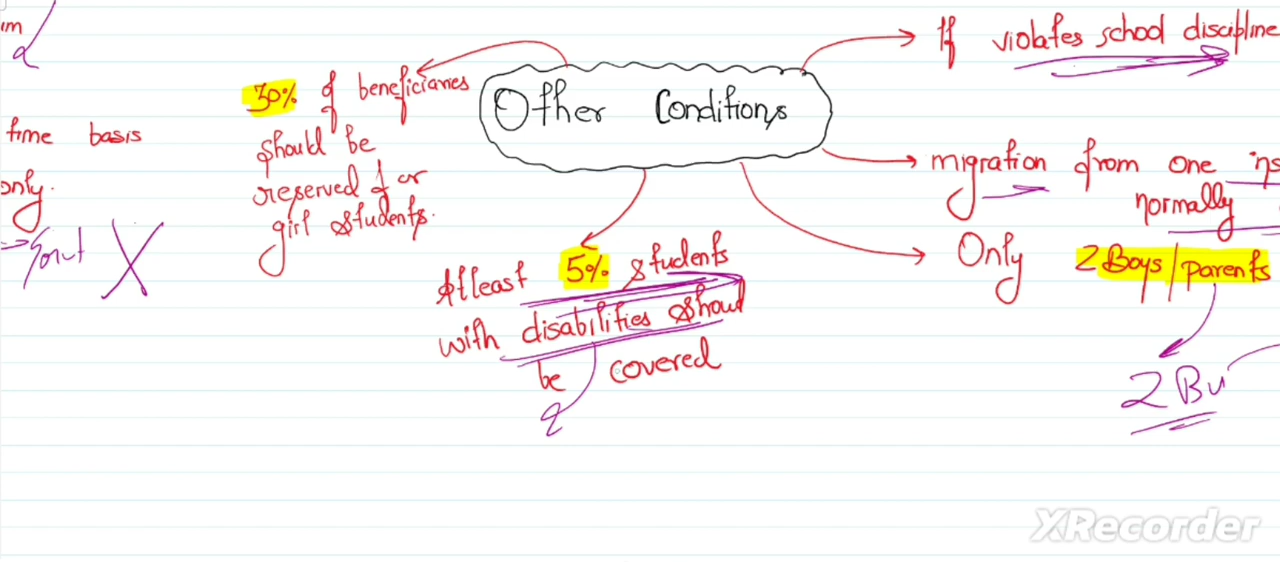 Other Conditions
30% of beneficiaries
should be
reserved for
girl students.
Atleast 5% students
with disabilities shoud
be covered
If violates school discipline
migration from one ins
normally
Only 2 Boys/parents
2 Bu
im
time basis
only.
XRecorder